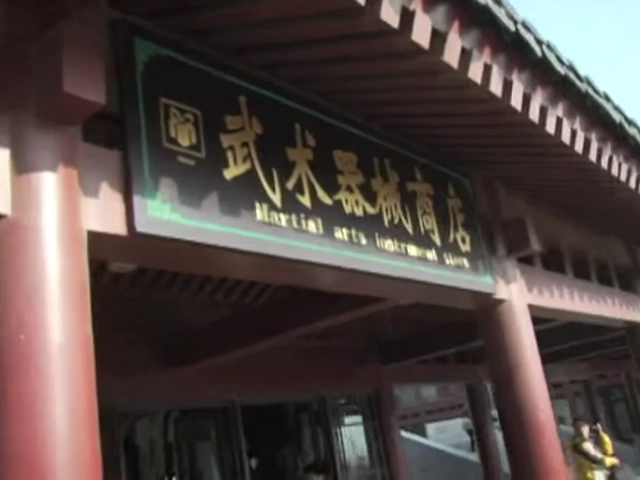 武术器械商店
Martial arts instrument store